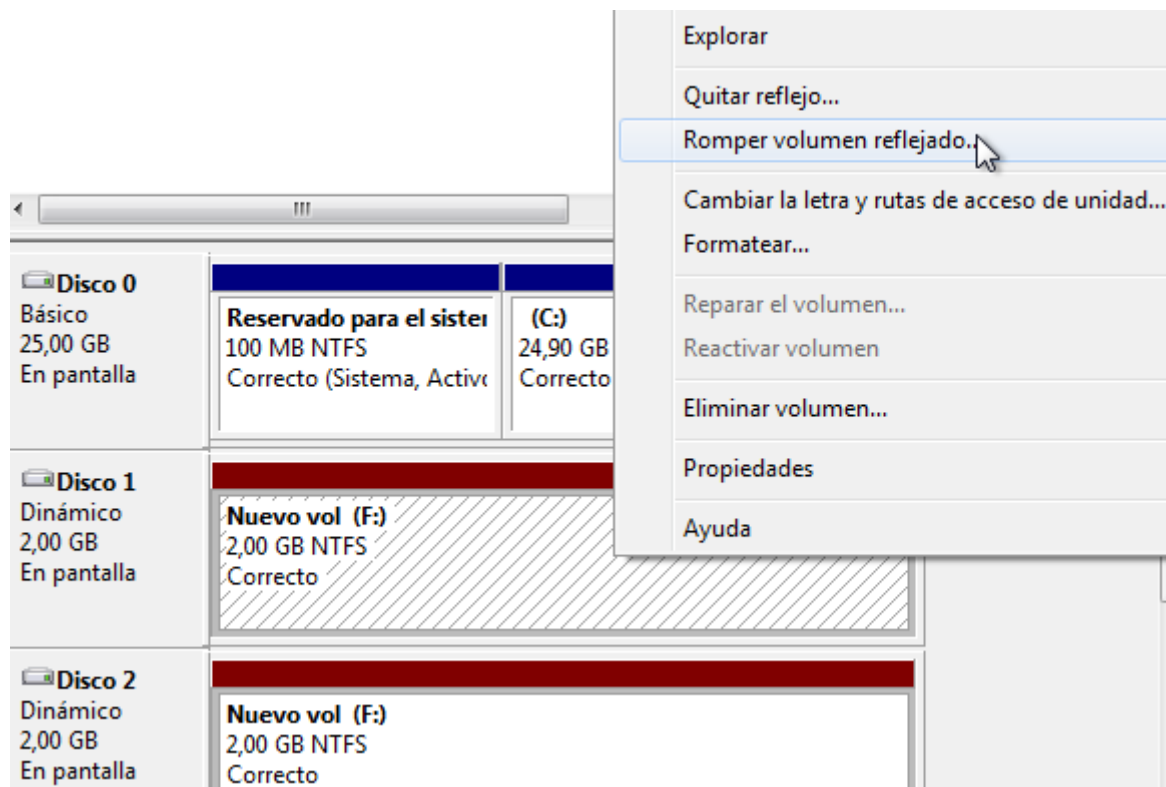 Explorar
Quitar reflejo...
Romper volumen reflejado...
Cambiar la letra y rutas de acceso de unidad...
Formatear...
Reparar el volumen...
Reactivar volumen
Eliminar volumen...
Propiedades
Ayuda
Disco 0
Básico
25,00 GB
En pantalla
Reservado para el sister
100 MB NTFS
Correcto (Sistema, Activo
(C:)
24,90 GB
Correcto
Disco 1
Dinámico
2,00 GB
En pantalla
Nuevo vol (F:)
2,00 GB NTFS
Correcto
Disco 2
Dinámico
2,00 GB
En pantalla
Nuevo vol (F:)
2,00 GB NTFS
Correcto